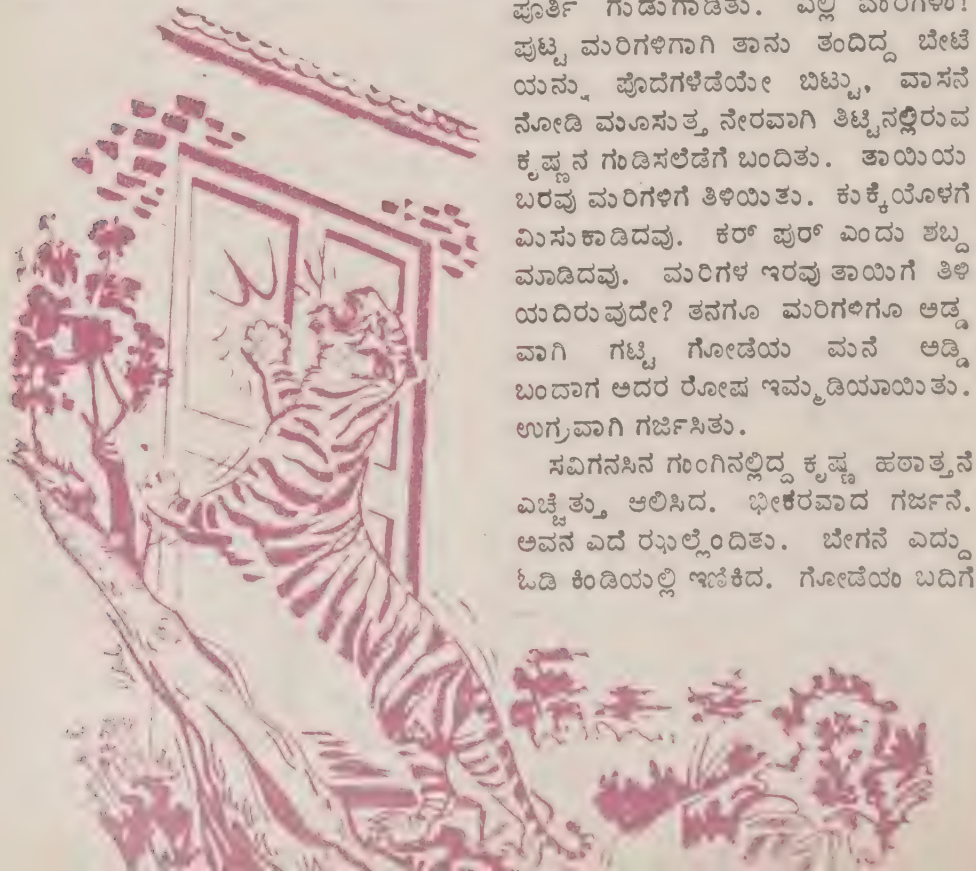 ಪೂರ್ತಿ ಗುಡುಗಾಡಿತು. ಎಲ್ಲಿ ಮರಿಗಳು!
ಪುಟ್ಟ ಮರಿಗಳಿಗಾಗಿ ತಾನು ತಂದಿದ್ದ ಬೇಟೆ
ಯನ್ನು ಪೊದೆಗಳೆಡೆಯೇ ಬಿಟ್ಟು, ವಾಸನೆ
ನೋಡಿ ಮೂಸುತ್ತ ನೇರವಾಗಿ ತಿಟ್ಟಿನಲ್ಲಿರುವ
ಕೃಷ್ಣನ ಗುಡಿಸಲೆಡೆಗೆ ಬಂದಿತು. ತಾಯಿಯ
ಬರವು ಮರಿಗಳಿಗೆ ತಿಳಿಯಿತು. ಕುಕ್ಕೆಯೊಳಗೆ
ಮಿಸುಕಾಡಿದವು. ಕರ್ ಪುರ್ ಎಂದು ಶಬ್ದ
ಮಾಡಿದವು. ಮರಿಗಳ ಇರವು ತಾಯಿಗೆ ತಿಳಿ
ಯದಿರುವುದೇ? ತನಗೂ ಮರಿಗಳಿಗೂ ಅಡ್ಡ
ವಾಗಿ ಗಟ್ಟಿ ಗೋಡೆಯ ಮನೆ ಅಡ್ಡಿ
ಬಂದಾಗ ಅದರ ರೋಷ ಇಮ್ಮಡಿಯಾಯಿತು.
ಉಗ್ರವಾಗಿ ಗರ್ಜಿಸಿತು.
ಸವಿಗನಸಿನ ಗುಂಗಿನಲ್ಲಿದ್ದ ಕೃಷ್ಣ ಹಠಾತ್ತನೆ
ಎಚ್ಚೆತ್ತು ಆಲಿಸಿದ. ಭೀಕರವಾದ ಗರ್ಜನೆ.
ಅವನ ಎದೆ ಝಲ್ಲೆಂದಿತು. ಬೇಗನೆ ಎದ್ದು
ಓಡಿ ಕಿಂಡಿಯಲ್ಲಿ ಇಣಿಕಿದ. ಗೋಡೆಯ ಬದಿಗೆ